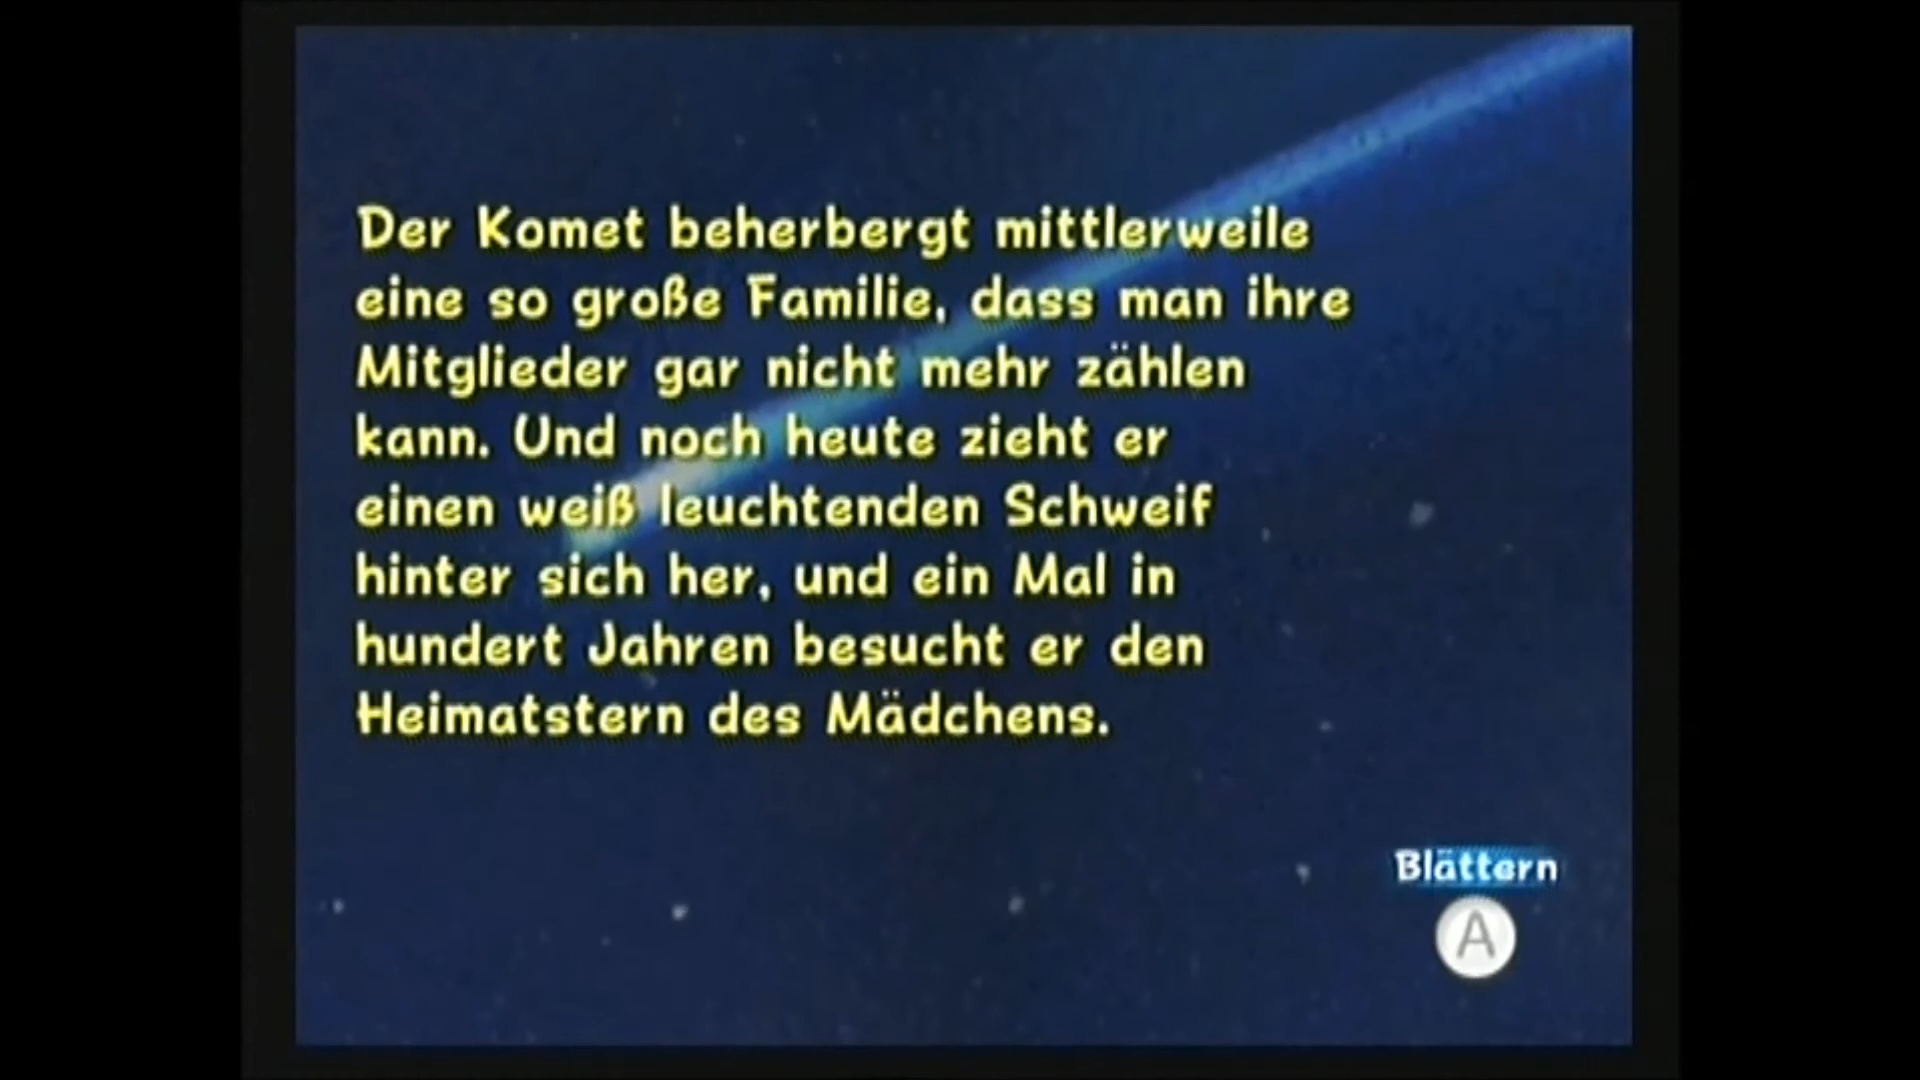 Der Komet beherbergt mittlerweile
eine so große Familie, dass man ihre
Mitglieder gar nicht mehr zählen
kann. Und noch heute zieht er
einen weiß leuchtenden Schweif
hinter sich her, und ein Mal in
hundert Jahren besucht er den
Heimatstern des Mädchens.
Blättern
A